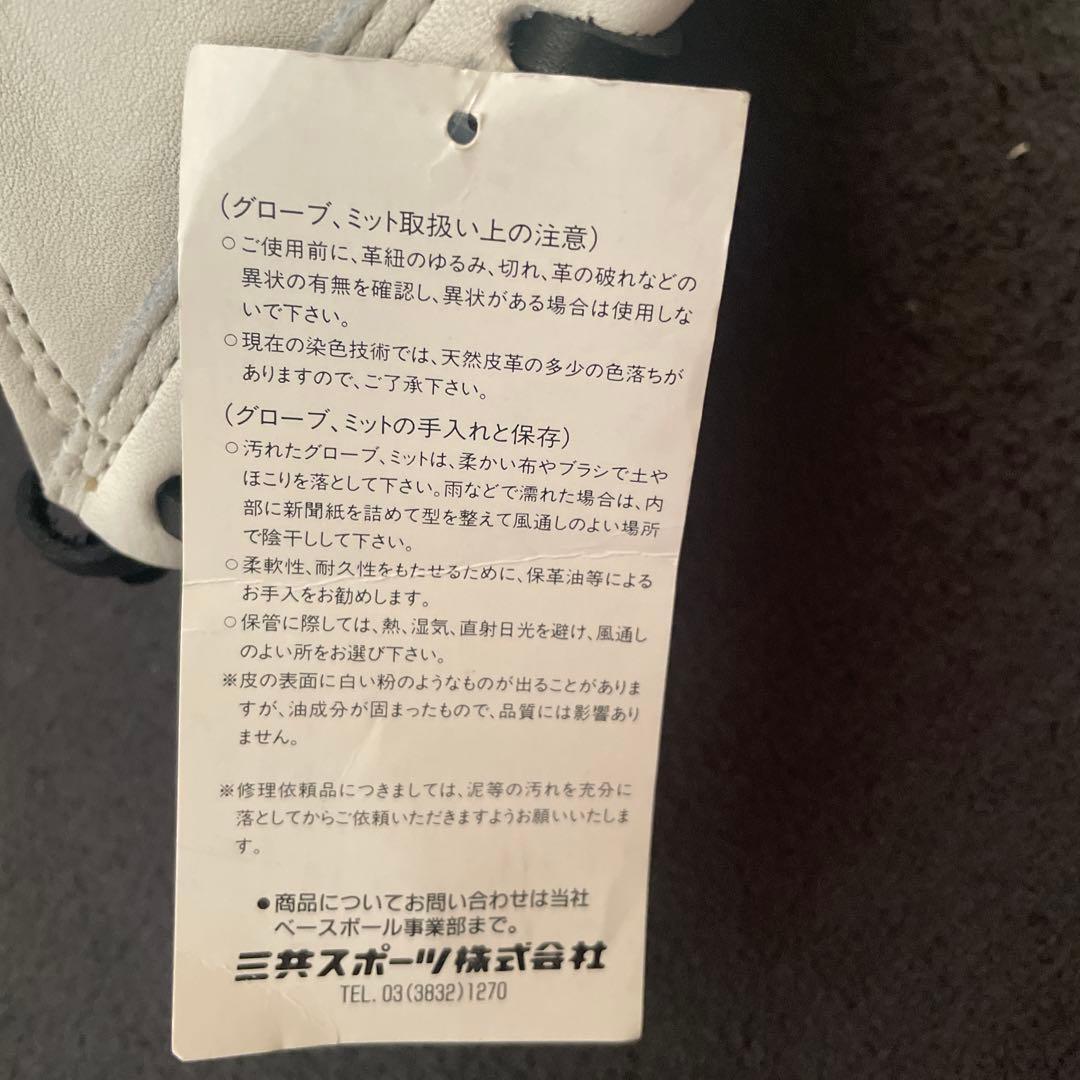 (グローブ、ミット取扱い上の注意)
○ご使用前に、革紐のゆるみ、切れ、革の破れなどの
異状の有無を確認し、異状がある場合は使用しな
いで下さい。
○現在の染色技術では、天然皮革の多少の色落ちが
ありますので、ご了承下さい。
(グローブ、ミットの手入れと保存)
○汚れたグローブ、ミットは、柔かい布やブラシで土や
ほこりを落として下さい。雨などで濡れた場合は、内
部に新聞紙を詰めて型を整えて風通しのよい場所
で陰干しして下さい。
○柔軟性、耐久性をもたせるために、保革油等による
お手入をお勧めします。
○保管に際しては、熱、湿気、直射日光を避け、風通し
のよい所をお選び下さい。
※皮の表面に白い粉のようなものが出ることがありま
すが、油成分が固まったもので、品質には影響あり
ません。
※修理依頼品につきましては、泥等の汚れを充分に
落としてからご依頼いただきますようお願いいたしま
す。
●商品についてお問い合わせは当社
ベースボール事業部まで。
三共スポーツ株式会社
TEL. 03(3832)1270